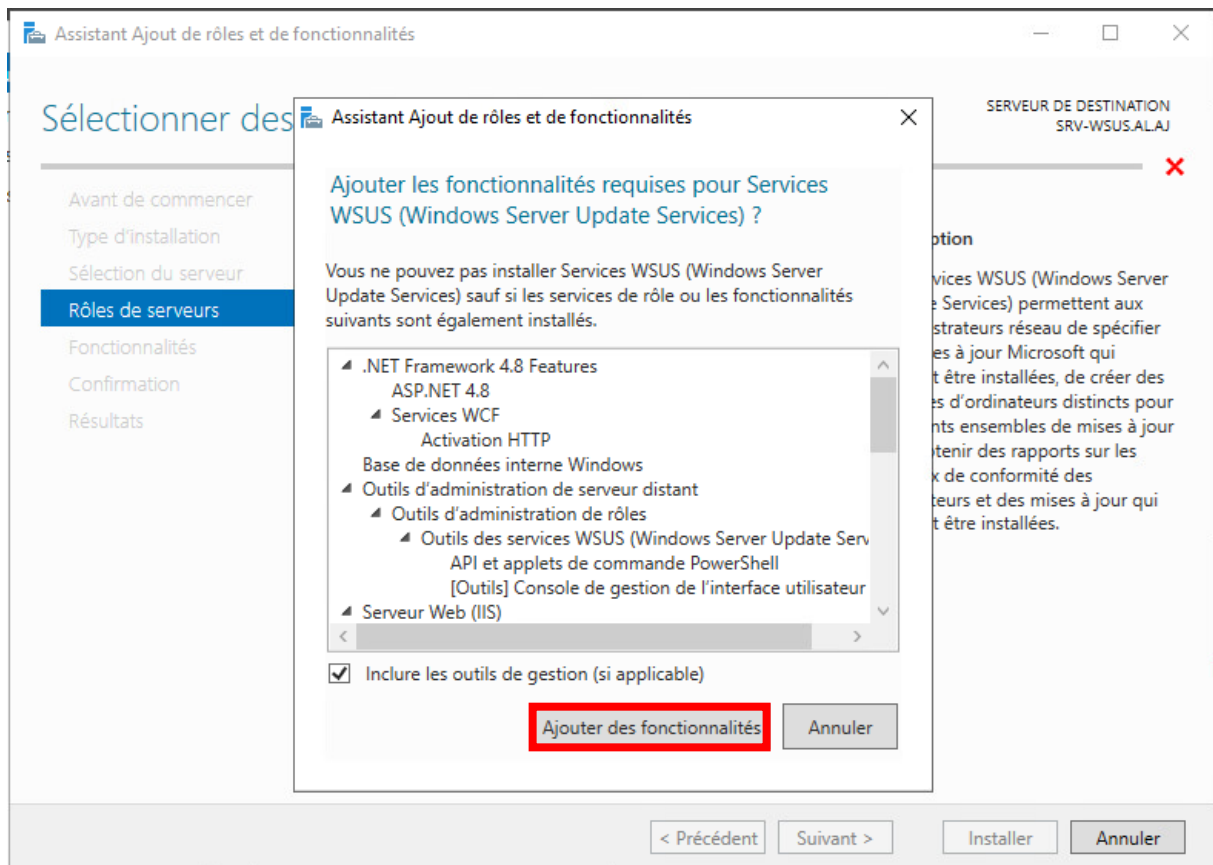 Assistant Ajout de rôles et de fonctionnalités
Sélectionner des
SERVEUR DE DESTINATION
SRV-WSUS.AL.AJ
Avant de commencer
Type d'installation
Sélection du serveur
Rôles de serveurs
Fonctionnalités
Confirmation
Résultats
Assistant Ajout de rôles et de fonctionnalités
Ajouter les fonctionnalités requises pour Services
WSUS (Windows Server Update Services) ?
Vous ne pouvez pas installer Services WSUS (Windows Server
Update Services) sauf si les services de rôle ou les fonctionnalités
suivants sont également installés.
.NET Framework 4.8 Features
ASP.NET 4.8
Services WCF
Activation HTTP
Base de données interne Windows
Outils d'administration de serveur distant
Outils d'administration de rôles
Outils des services WSUS (Windows Server Update Serv
API et applets de commande PowerShell
[Outils] Console de gestion de l'interface utilisateur
Serveur Web (IIS)
Inclure les outils de gestion (si applicable)
Ajouter des fonctionnalités
Annuler
ption
vices WSUS (Windows Server
e Services) permettent aux
strateurs réseau de spécifier
es à jour Microsoft qui
t être installées, de créer des
es d'ordinateurs distincts pour
nts ensembles de mises à jour
btenir des rapports sur les
x de conformité des
teurs et des mises à jour qui
t être installées.
< Précédent
Suivant >
Installer
Annuler